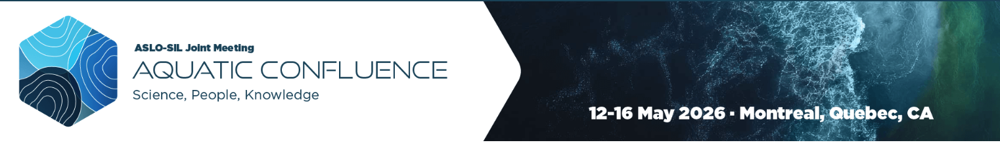 ASLO-SIL Joint Meeting
AQUATIC CONFLUENCE
Science, People, Knowledge
12-16 May 2026 · Montreal, Quebec, CA